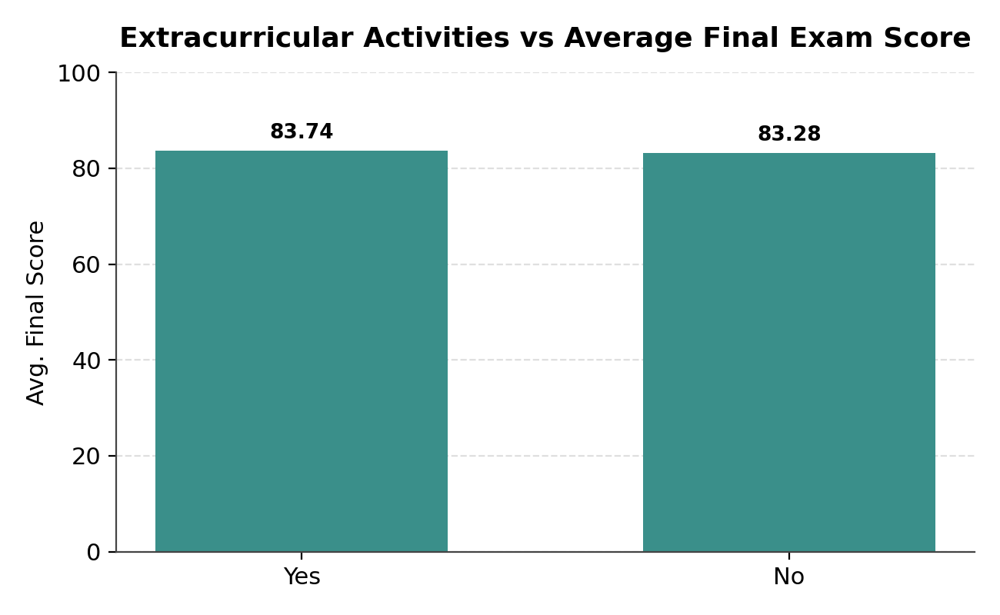 Extracurricular Activities vs Average Final Exam Score
100
80
60
40
20
0
Avg. Final Score
83.74
83.28
Yes
No